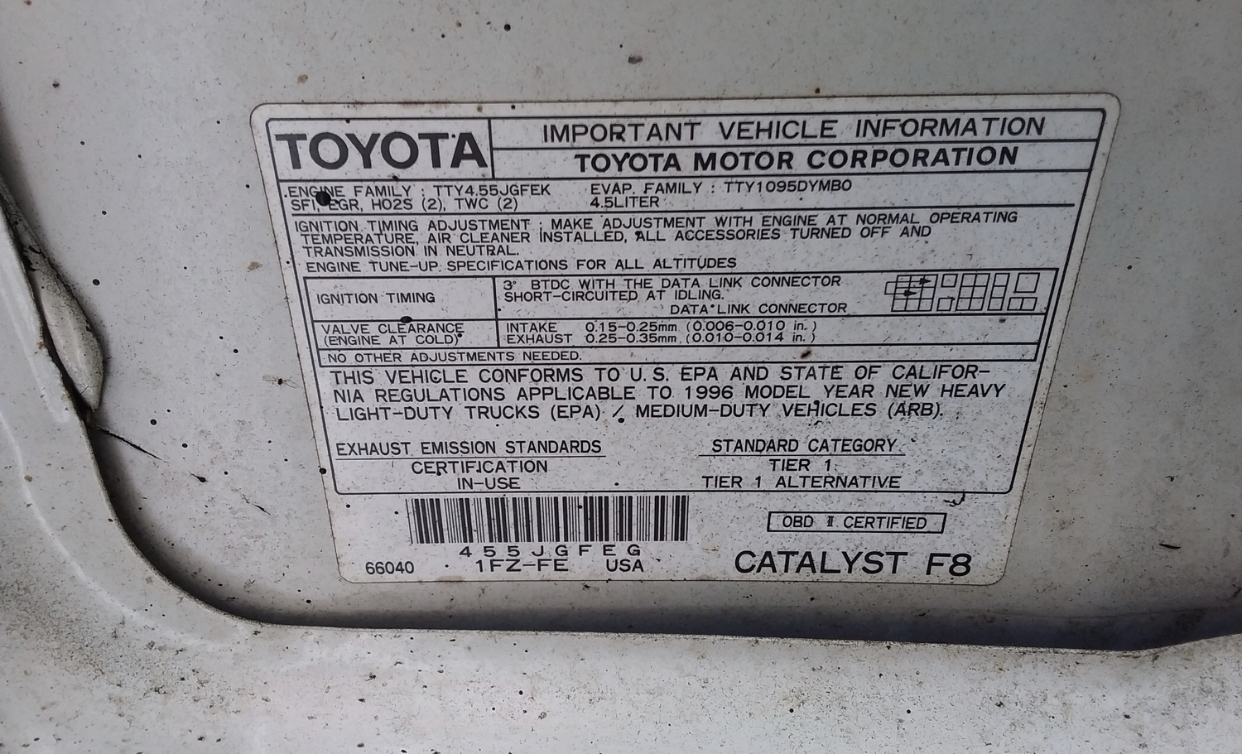 TOYOTA
IMPORTANT VEHICLE INFORMATION
TOYOTA MOTOR CORPORATION
ENGINE FAMILY : TTY4.55JGFEK EVAP. FAMILY : TTY1095DYMBO
SFI, EGR, HO2S (2), TWC (2) 4.5LITER
IGNITION TIMING ADJUSTMENT : MAKE ADJUSTMENT WITH ENGINE AT NORMAL OPERATING
TEMPERATURE, AIR CLEANER INSTALLED, ALL ACCESSORIES TURNED OFF AND
TRANSMISSION IN NEUTRAL.
ENGINE TUNE-UP SPECIFICATIONS FOR ALL ALTITUDES
IGNITION TIMING
3° BTDC WITH THE DATA LINK CONNECTOR
SHORT-CIRCUITED AT IDLING.
DATA LINK CONNECTOR
VALVE CLEARANCE
(ENGINE AT COLD)
INTAKE 0.15-0.25mm (0.006-0.010 in.)
EXHAUST 0.25-0.35mm (0.010-0.014 in.)
NO OTHER ADJUSTMENTS NEEDED.
THIS VEHICLE CONFORMS TO U.S. EPA AND STATE OF CALIFOR-
NIA REGULATIONS APPLICABLE TO 1996 MODEL YEAR NEW HEAVY
LIGHT-DUTY TRUCKS (EPA) / MEDIUM-DUTY VEHICLES (ARB).
EXHAUST EMISSION STANDARDS STANDARD CATEGORY
CERTIFICATION TIER 1
IN-USE TIER 1 ALTERNATIVE
OBD II CERTIFIED
455JGFEG
66040 1FZ-FE USA CATALYST F8